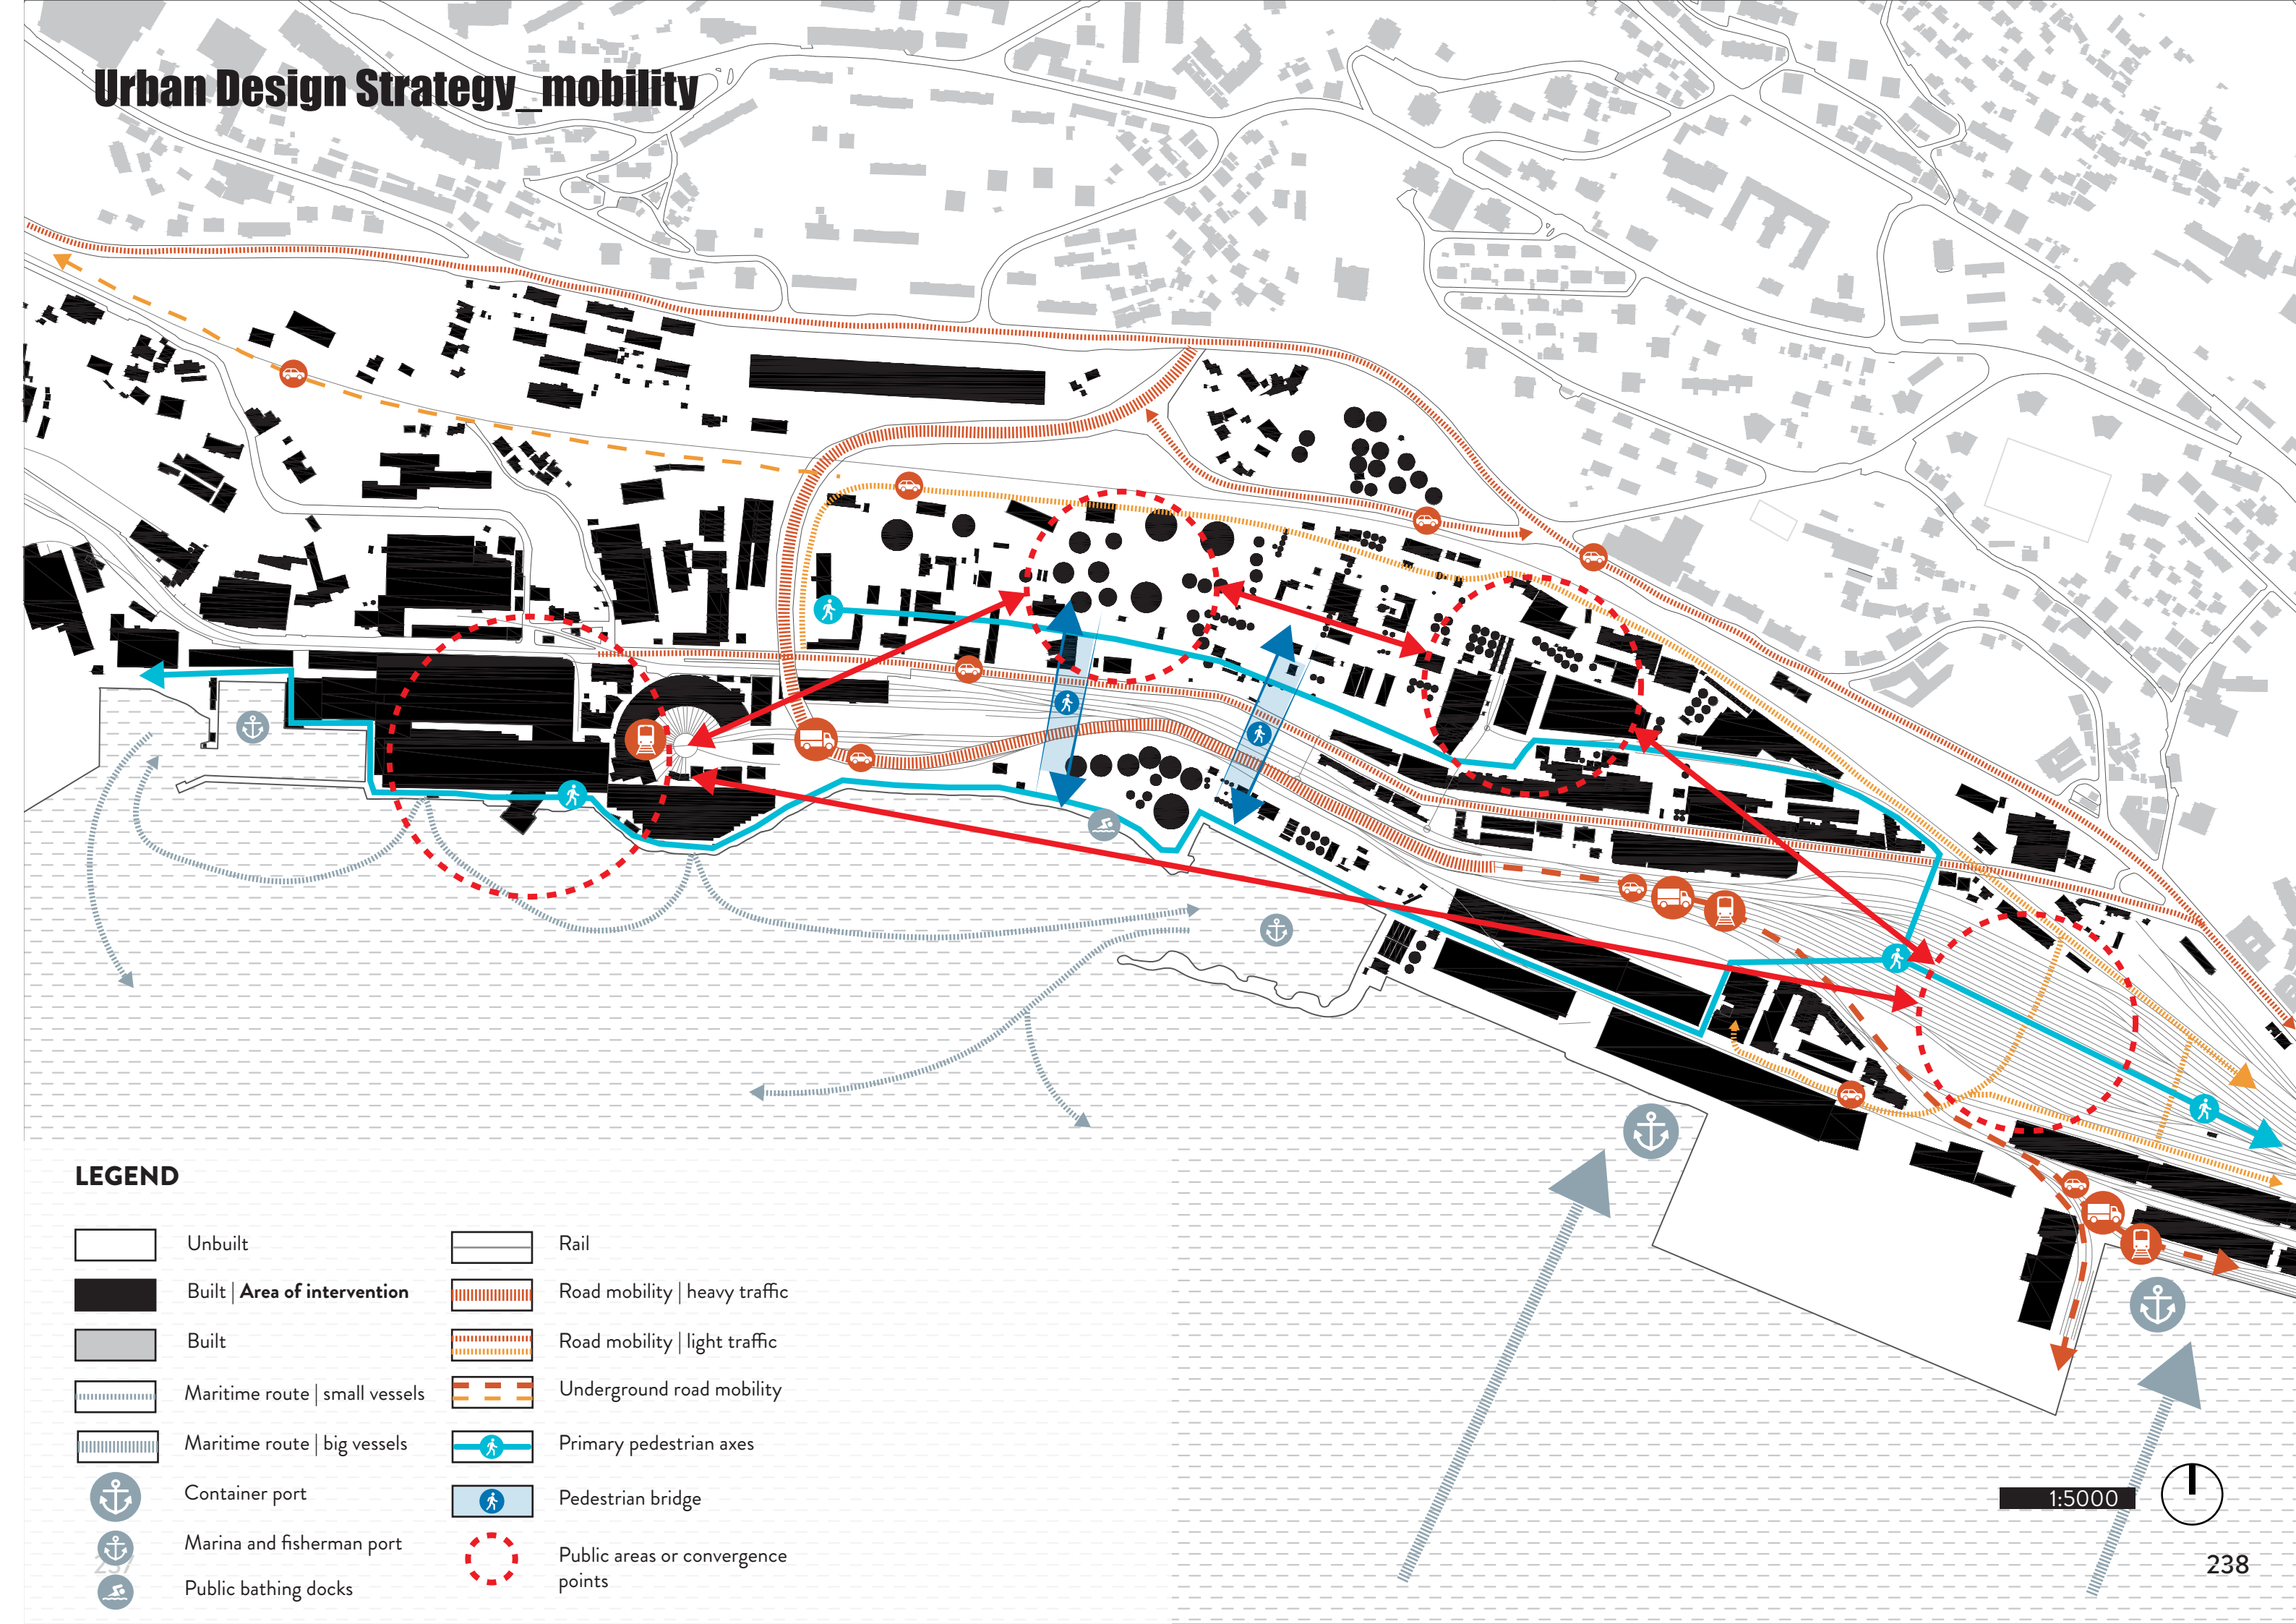 Urban Design Strategy_mobility
LEGEND
Unbuilt
Built | Area of intervention
Built
Maritime route | small vessels
Maritime route | big vessels
Container port
Marina and fisherman port
237
Public bathing docks
Rail
Road mobility | heavy traffic
Road mobility | light traffic
Underground road mobility
Primary pedestrian axes
Pedestrian bridge
Public areas or convergence
points
1:5000
238